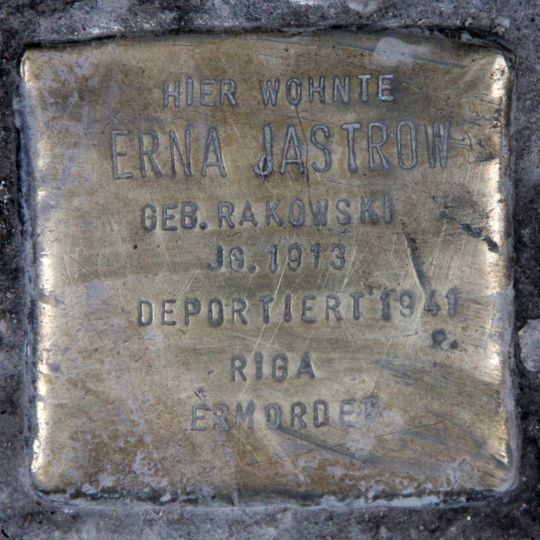 HIER WOHNTE
ERNA JASTROW
GEB. RAKOWSKI
JG. 1913
DEPORTIERT 1941
RIGA
ERMORDET